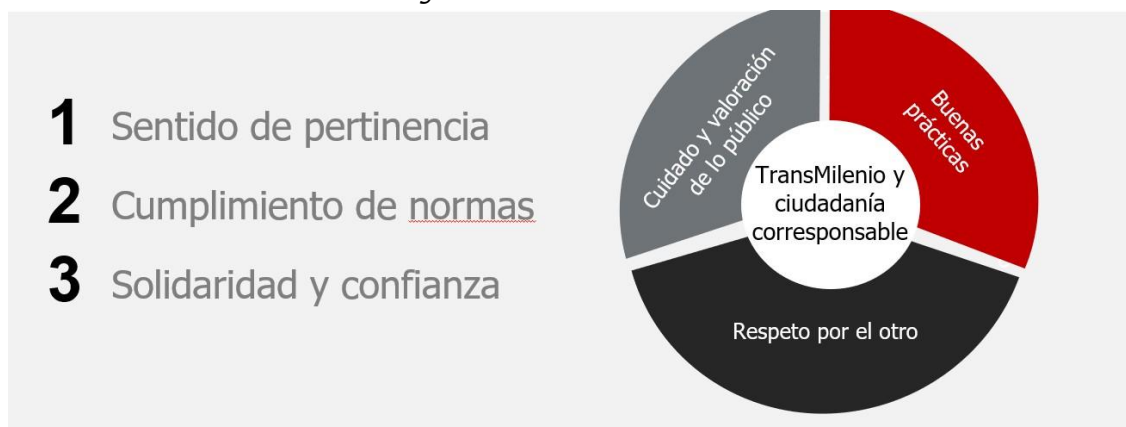 1 Sentido de pertinencia
2 Cumplimiento de normas
3 Solidaridad y confianza
Cuidado y valoración
de lo público
Buenas
prácticas
TransMilenio y
ciudadanía
corresponsable
Respeto por el otro